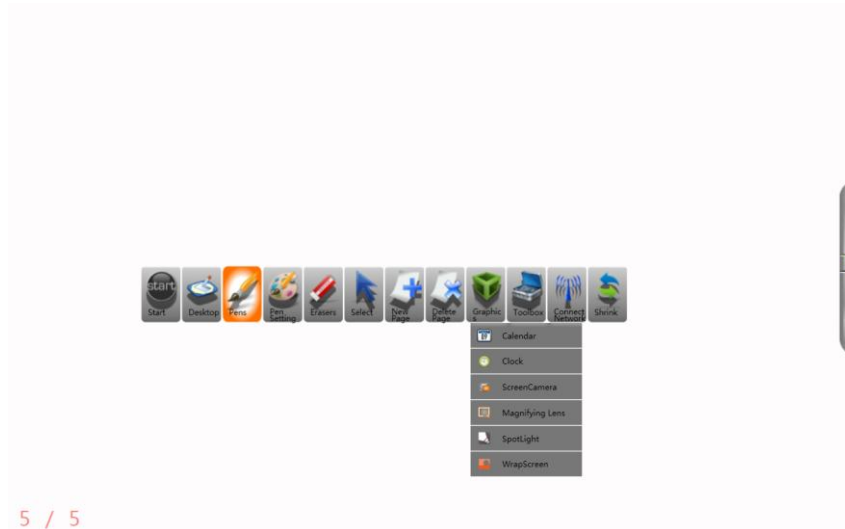 start
Start
Desktop
Pens
Pen Setting
Erasers
Select
New Page
Delete Page
Graphics
Toolbox
Connect Network
Shrink
Calendar
Clock
ScreenCamera
Magnifying Lens
SpotLight
WrapScreen
5 / 5